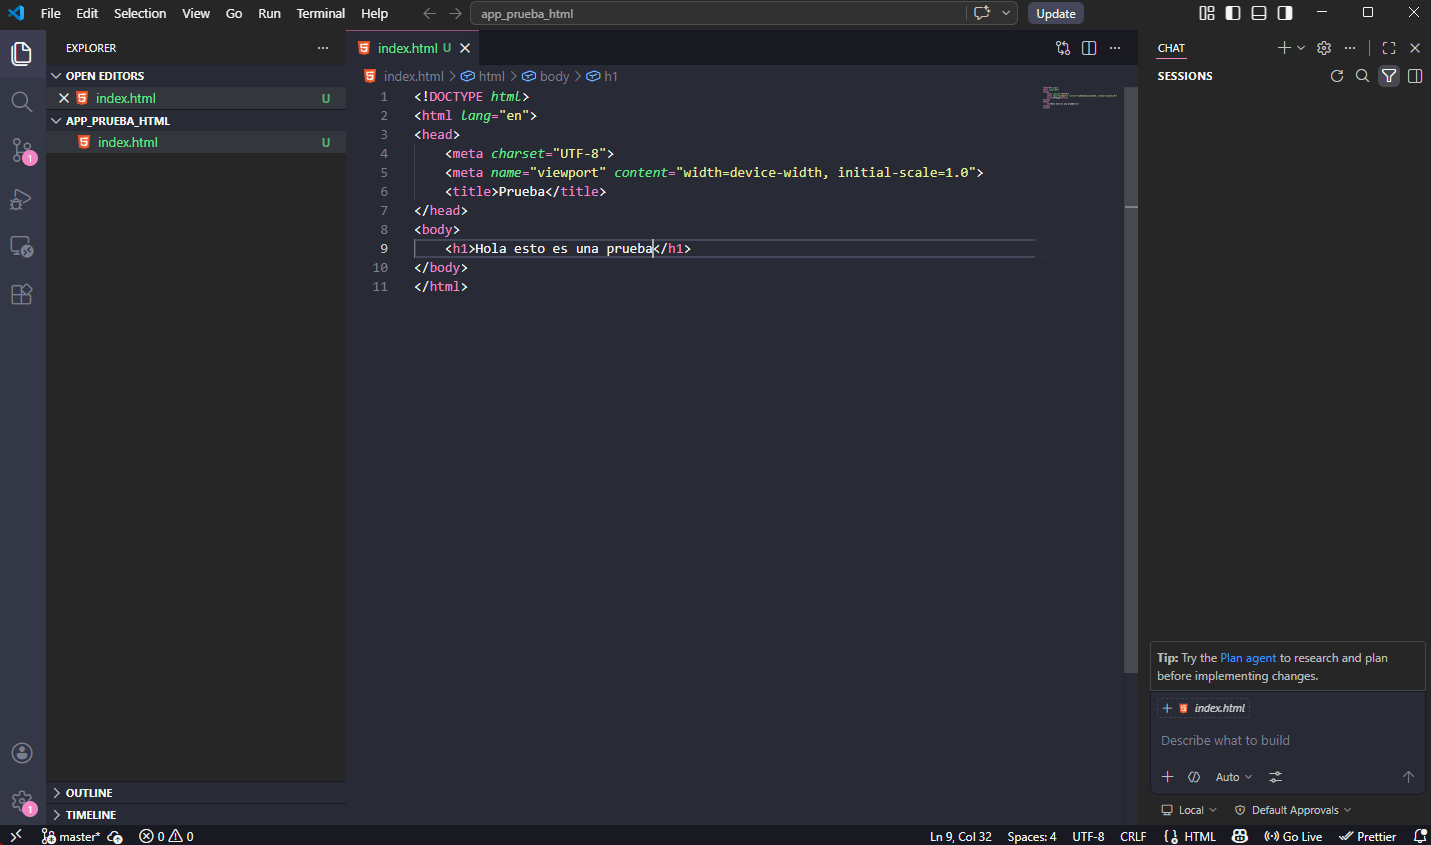 File Edit Selection View Go Run Terminal Help
app_prueba_html
Update
EXPLORER
OPEN EDITORS
index.html U
APP_PRUEBA_HTML
index.html U
OUTLINE
TIMELINE
index.html U
index.html > html > body > h1
1 <!DOCTYPE html>
2 <html lang="en">
3 <head>
4 <meta charset="UTF-8">
5 <meta name="viewport" content="width=device-width, initial-scale=1.0">
6 <title>Prueba</title>
7 </head>
8 <body>
9 <h1>Hola esto es una prueba</h1>
10 </body>
11 </html>
CHAT
SESSIONS
Tip: Try the Plan agent to research and plan
before implementing changes.
index.html
Describe what to build
Auto
Local Default Approvals
1
1
master* 0 0 Ln 9, Col 32 Spaces: 4 UTF-8 CRLF HTML Go Live Prettier